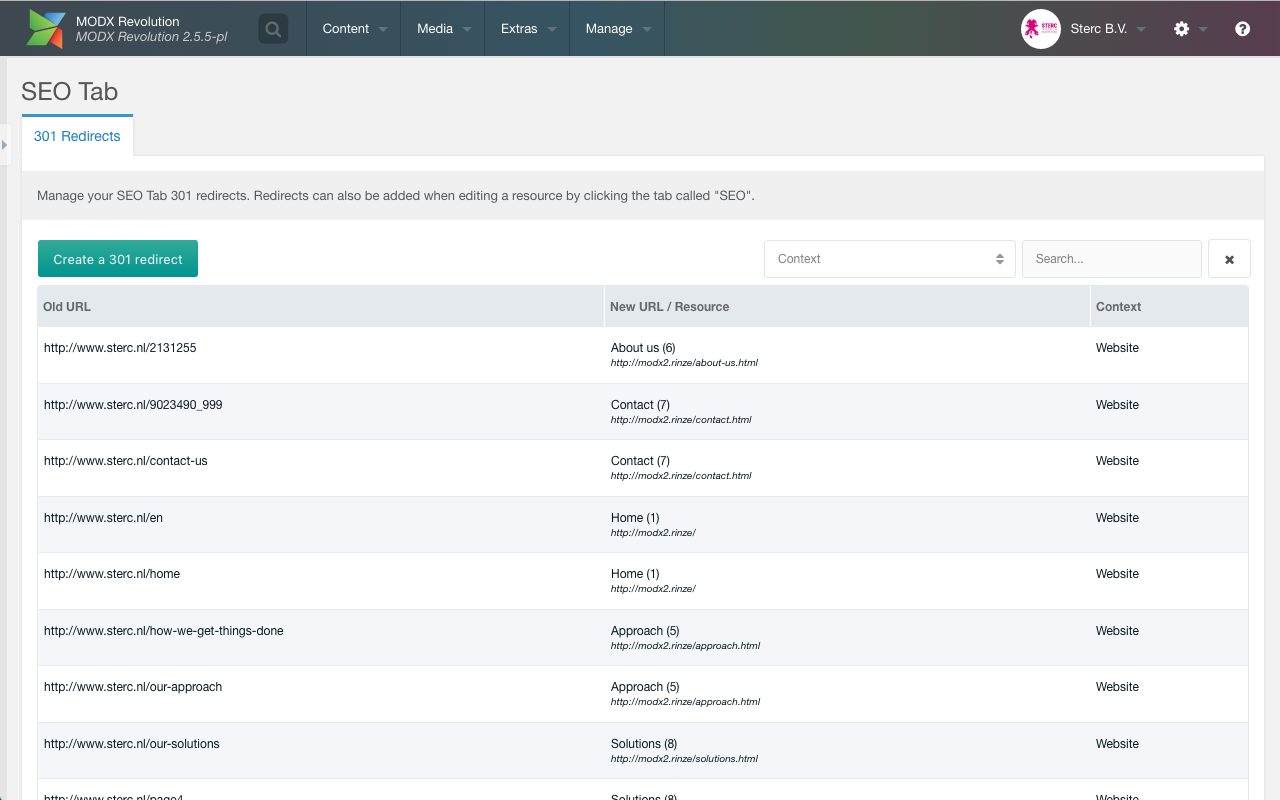 MODX Revolution
MODX Revolution 2.5.5-pl
Content
Media
Extras
Manage
STERC
Sterc B.V.
SEO Tab
301 Redirects
Manage your SEO Tab 301 redirects. Redirects can also be added when editing a resource by clicking the tab called "SEO".
Create a 301 redirect
Context
Search...
Old URL
New URL / Resource
Context
http://www.sterc.nl/2131255
About us (6)
http://modx2.rinze/about-us.html
Website
http://www.sterc.nl/9023490_999
Contact (7)
http://modx2.rinze/contact.html
Website
http://www.sterc.nl/contact-us
Contact (7)
http://modx2.rinze/contact.html
Website
http://www.sterc.nl/en
Home (1)
http://modx2.rinze/
Website
http://www.sterc.nl/home
Home (1)
http://modx2.rinze/
Website
http://www.sterc.nl/how-we-get-things-done
Approach (5)
http://modx2.rinze/approach.html
Website
http://www.sterc.nl/our-approach
Approach (5)
http://modx2.rinze/approach.html
Website
http://www.sterc.nl/our-solutions
Solutions (8)
http://modx2.rinze/solutions.html
Website
http://www.sterc.nl/page4
Solutions (8)
Website